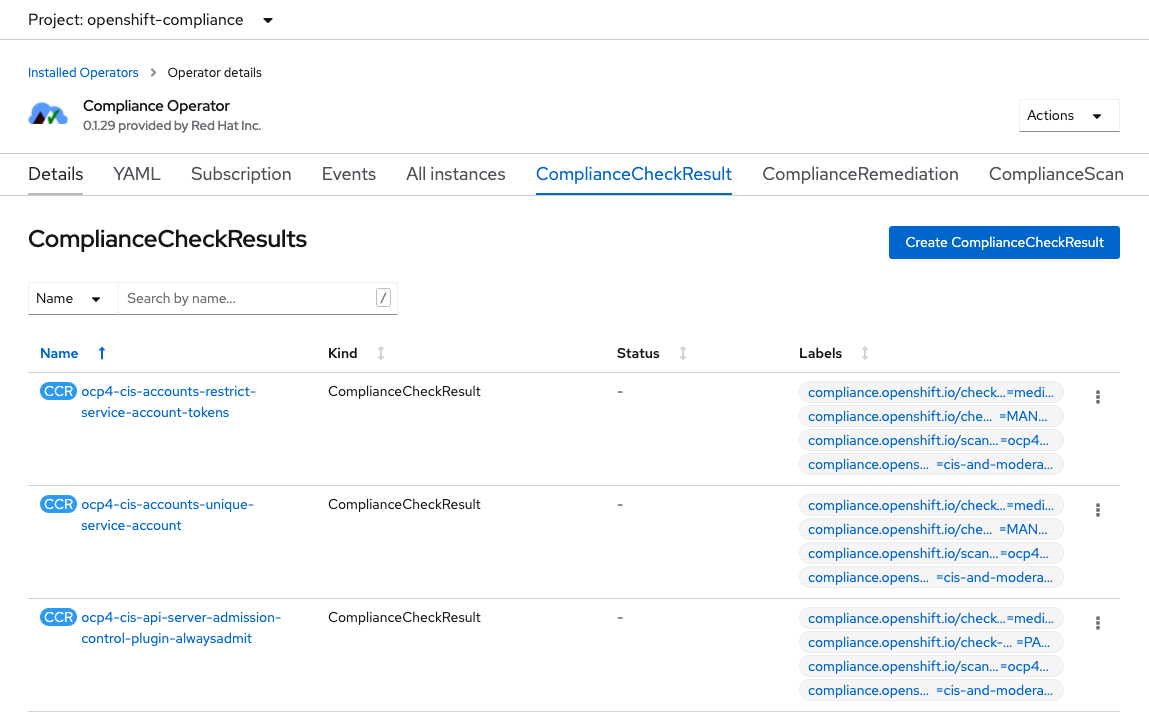 Project: openshift-compliance
Installed Operators > Operator details
Compliance Operator
0.1.29 provided by Red Hat Inc.
Actions
Details YAML Subscription Events All instances ComplianceCheckResult ComplianceRemediation ComplianceScan
ComplianceCheckResults
Create ComplianceCheckResult
Name Search by name... /
Name Kind Status Labels
CCR ocp4-cis-accounts-restrict-
service-account-tokens
ComplianceCheckResult
-
compliance.openshift.io/check...=medi...
compliance.openshift.io/che... =MAN...
compliance.openshift.io/scan...=ocp4...
compliance.opens... =cis-and-modera...
CCR ocp4-cis-accounts-unique-
service-account
ComplianceCheckResult
-
compliance.openshift.io/check...=medi...
compliance.openshift.io/che... =MAN...
compliance.openshift.io/scan...=ocp4...
compliance.opens... =cis-and-modera...
CCR ocp4-cis-api-server-admission-
control-plugin-alwaysadmit
ComplianceCheckResult
-
compliance.openshift.io/check...=medi...
compliance.openshift.io/check-... =PA...
compliance.openshift.io/scan...=ocp4...
compliance.opens... =cis-and-modera...